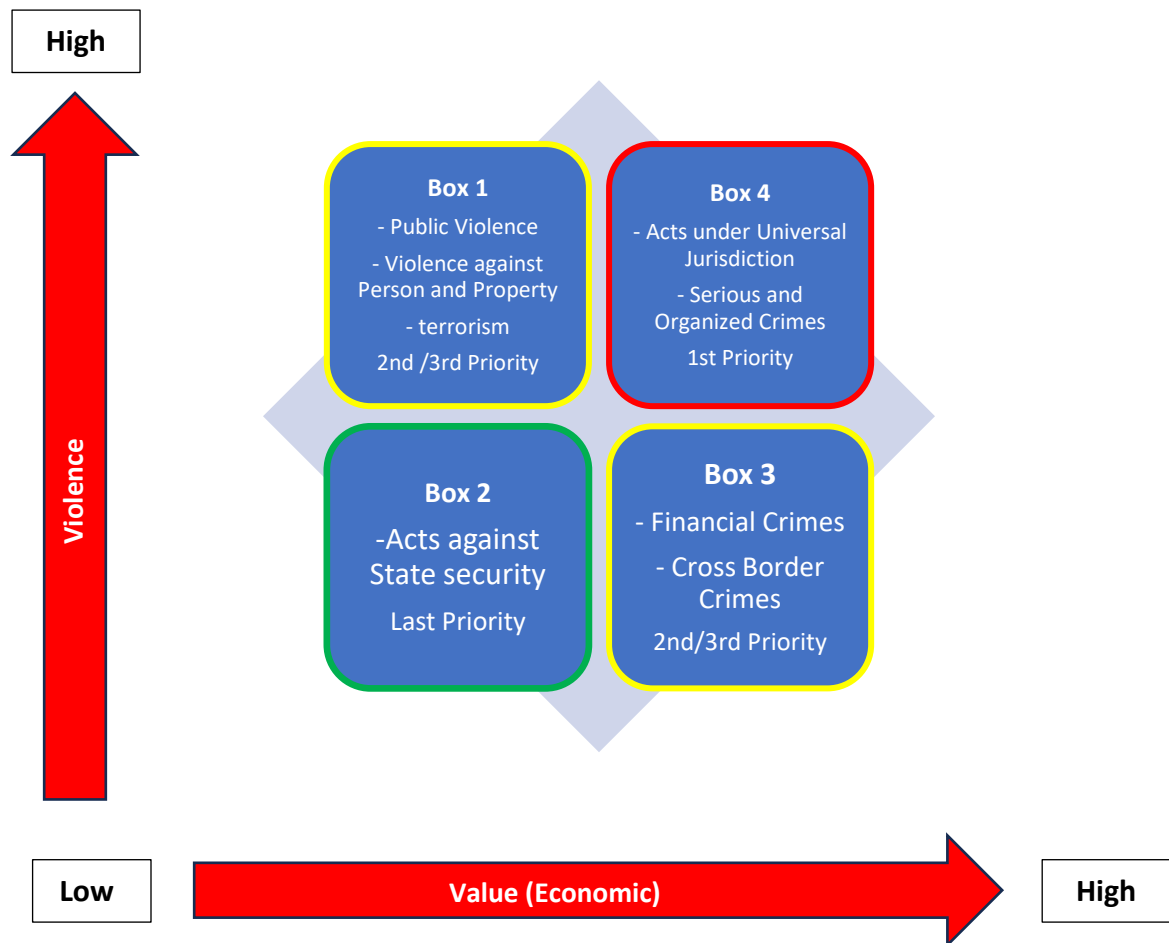 High
Violence
Box 1
- Public Violence
- Violence against
Person and Property
- terrorism
2nd /3rd Priority
Box 4
- Acts under Universal
Jurisdiction
- Serious and
Organized Crimes
1st Priority
Box 2
-Acts against
State security
Last Priority
Box 3
- Financial Crimes
- Cross Border
Crimes
2nd/3rd Priority
Low
Value (Economic)
High